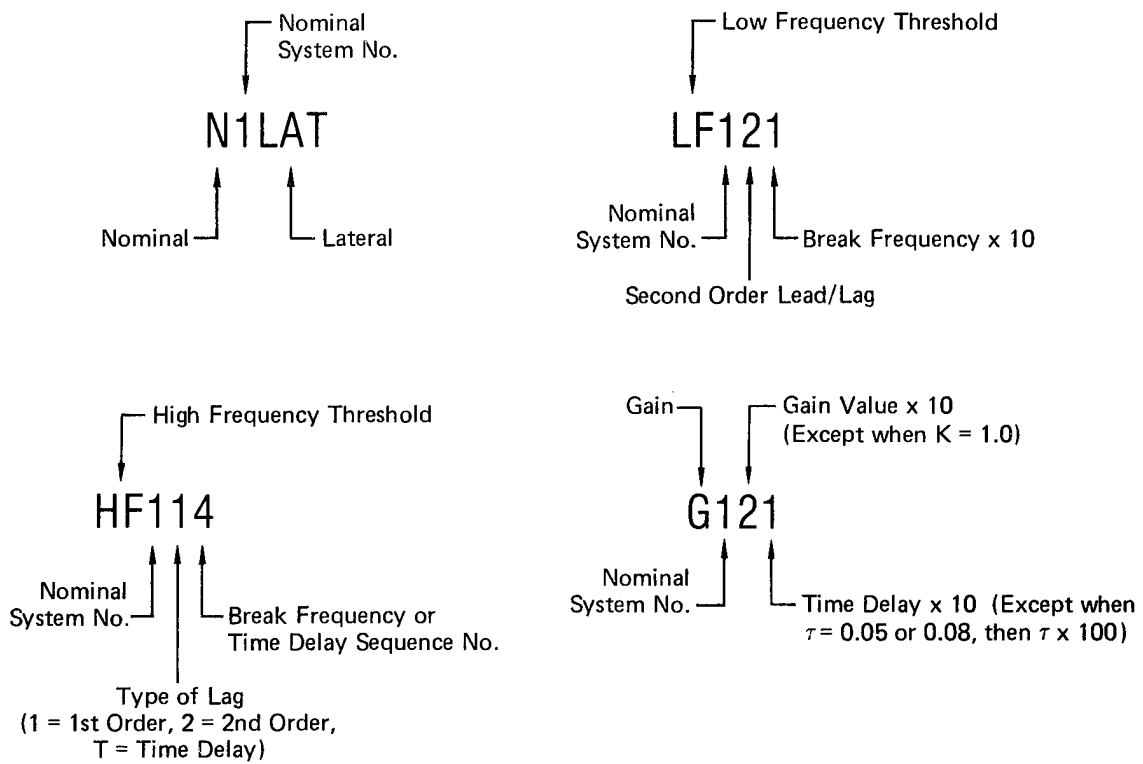 Nominal
System No.
N1LAT
Nominal
Lateral
Low Frequency Threshold
LF121
Nominal
System No.
Break Frequency x 10
Second Order Lead/Lag
High Frequency Threshold
HF114
Nominal
System No.
Break Frequency or
Time Delay Sequence No.
Type of Lag
(1 = 1st Order, 2 = 2nd Order,
T = Time Delay)
Gain
Gain Value x 10
(Except when K = 1.0)
G121
Nominal
System No.
Time Delay x 10 (Except when
τ = 0.05 or 0.08, then τ x 100)